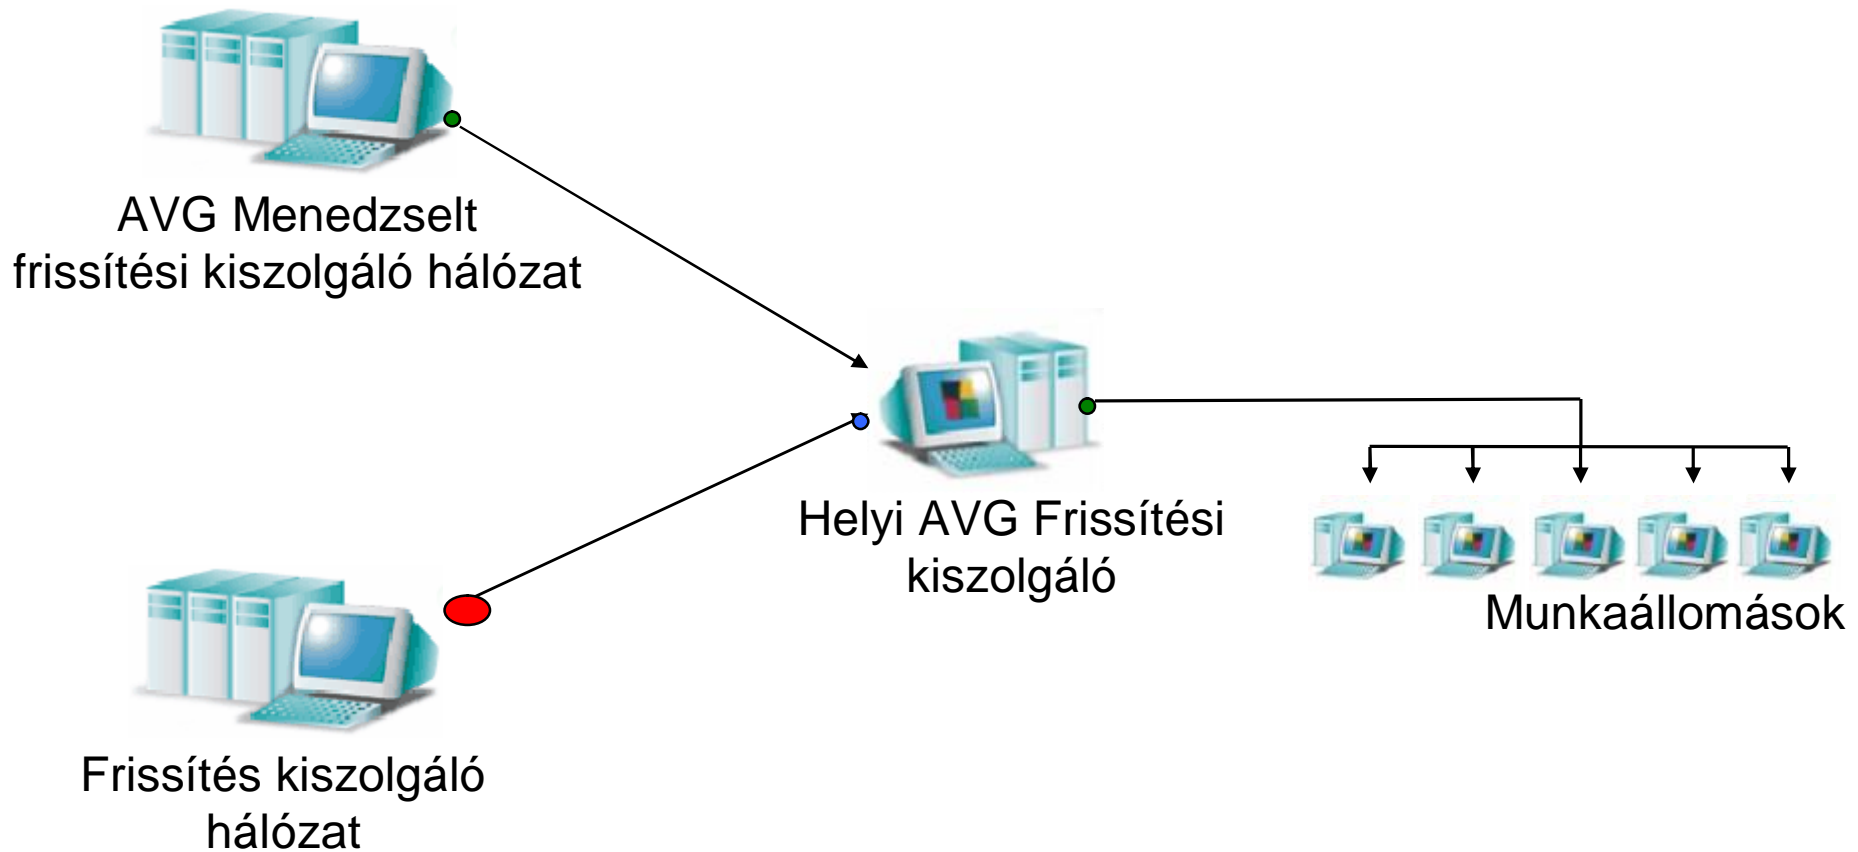 AVG Menedzselt
frissítési kiszolgáló hálózat
Helyi AVG Frissítési
kiszolgáló
Munkaállomások
Frissítés kiszolgáló
hálózat